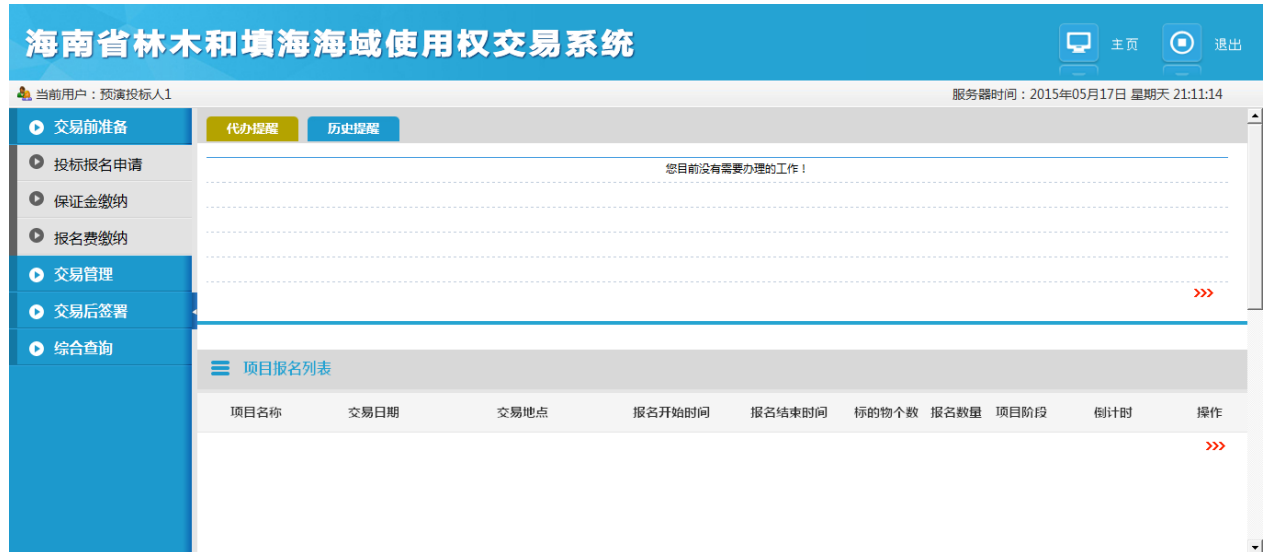 海南省林木和填海海域使用权交易系统
主页
退出
当前用户：预演投标人1
服务器时间：2015年05月17日 星期天 21:11:14
交易前准备
投标报名申请
保证金缴纳
报名费缴纳
交易管理
交易后签署
综合查询
代办提醒
历史提醒
您目前没有需要办理的工作！
>>>
项目报名列表
项目名称 交易日期 交易地点 报名开始时间 报名结束时间 标的物个数 报名数量 项目阶段 倒计时 操作
>>>